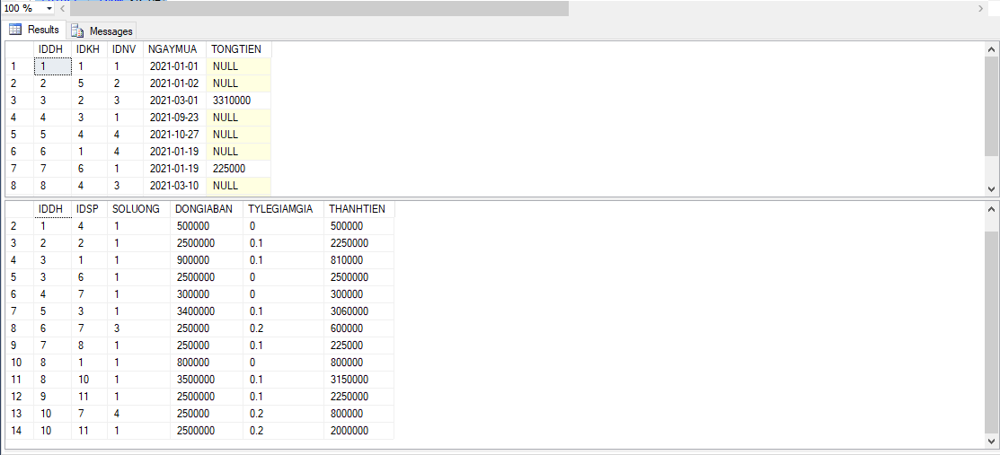 100 %
Results Messages
IDDH IDKH IDNV NGAYMUA TONGTIEN
1 1 1 1 2021-01-01 NULL
2 2 5 2 2021-01-02 NULL
3 3 2 3 2021-03-01 3310000
4 4 3 1 2021-09-23 NULL
5 5 4 4 2021-10-27 NULL
6 6 1 4 2021-01-19 NULL
7 7 6 1 2021-01-19 225000
8 8 4 3 2021-03-10 NULL
IDDH IDSP SOLUONG DONGIABAN TYLEGIAMGIA THANHTIEN
2 1 4 1 500000 0 500000
3 2 2 1 2500000 0.1 2250000
4 3 1 1 900000 0.1 810000
5 3 6 1 2500000 0 2500000
6 4 7 1 300000 0 300000
7 5 3 1 3400000 0.1 3060000
8 6 7 3 250000 0.2 600000
9 7 8 1 250000 0.1 225000
10 8 1 1 800000 0 800000
11 8 10 1 3500000 0.1 3150000
12 9 11 1 2500000 0.1 2250000
13 10 7 4 250000 0.2 800000
14 10 11 1 2500000 0.2 2000000